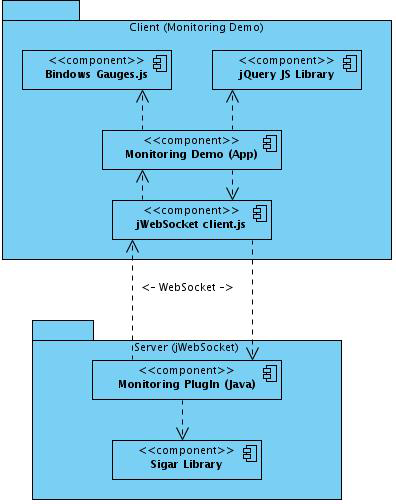 Client (Monitoring Demo)
<<component>>
Bindows Gauges.js
<<component>>
jQuery JS Library
<<component>>
Monitoring Demo (App)
<<component>>
jWebSocket client.js
<- WebSocket ->
Server (jWebSocket)
<<component>>
Monitoring PlugIn (Java)
<<component>>
Sigar Library